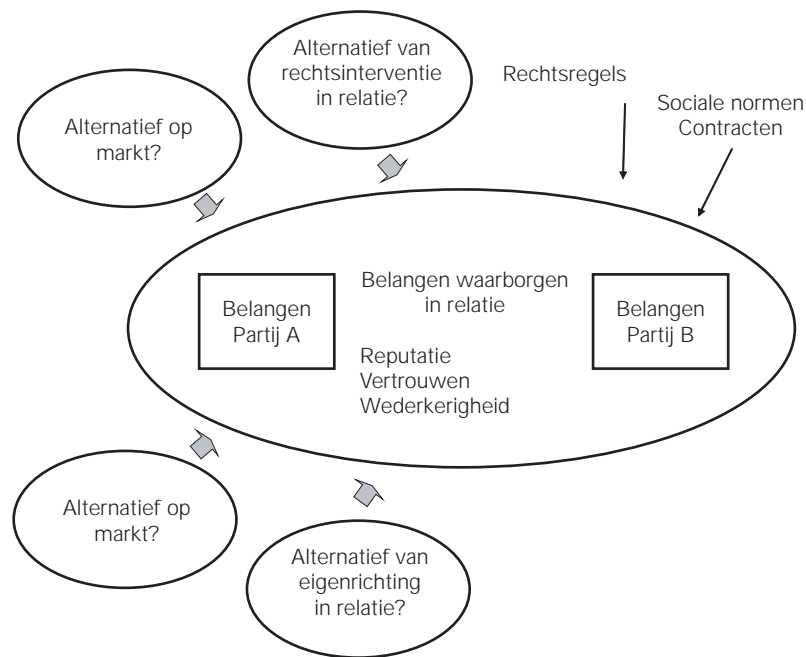 Alternatief van
rechtsinterventie
in relatie?
Rechtsregels
Sociale normen
Contracten
Alternatief op
markt?
Belangen
Partij A
Belangen waarborgen
in relatie
Reputatie
Vertrouwen
Wederkerigheid
Belangen
Partij B
Alternatief op
markt?
Alternatief van
eigenrichting
in relatie?